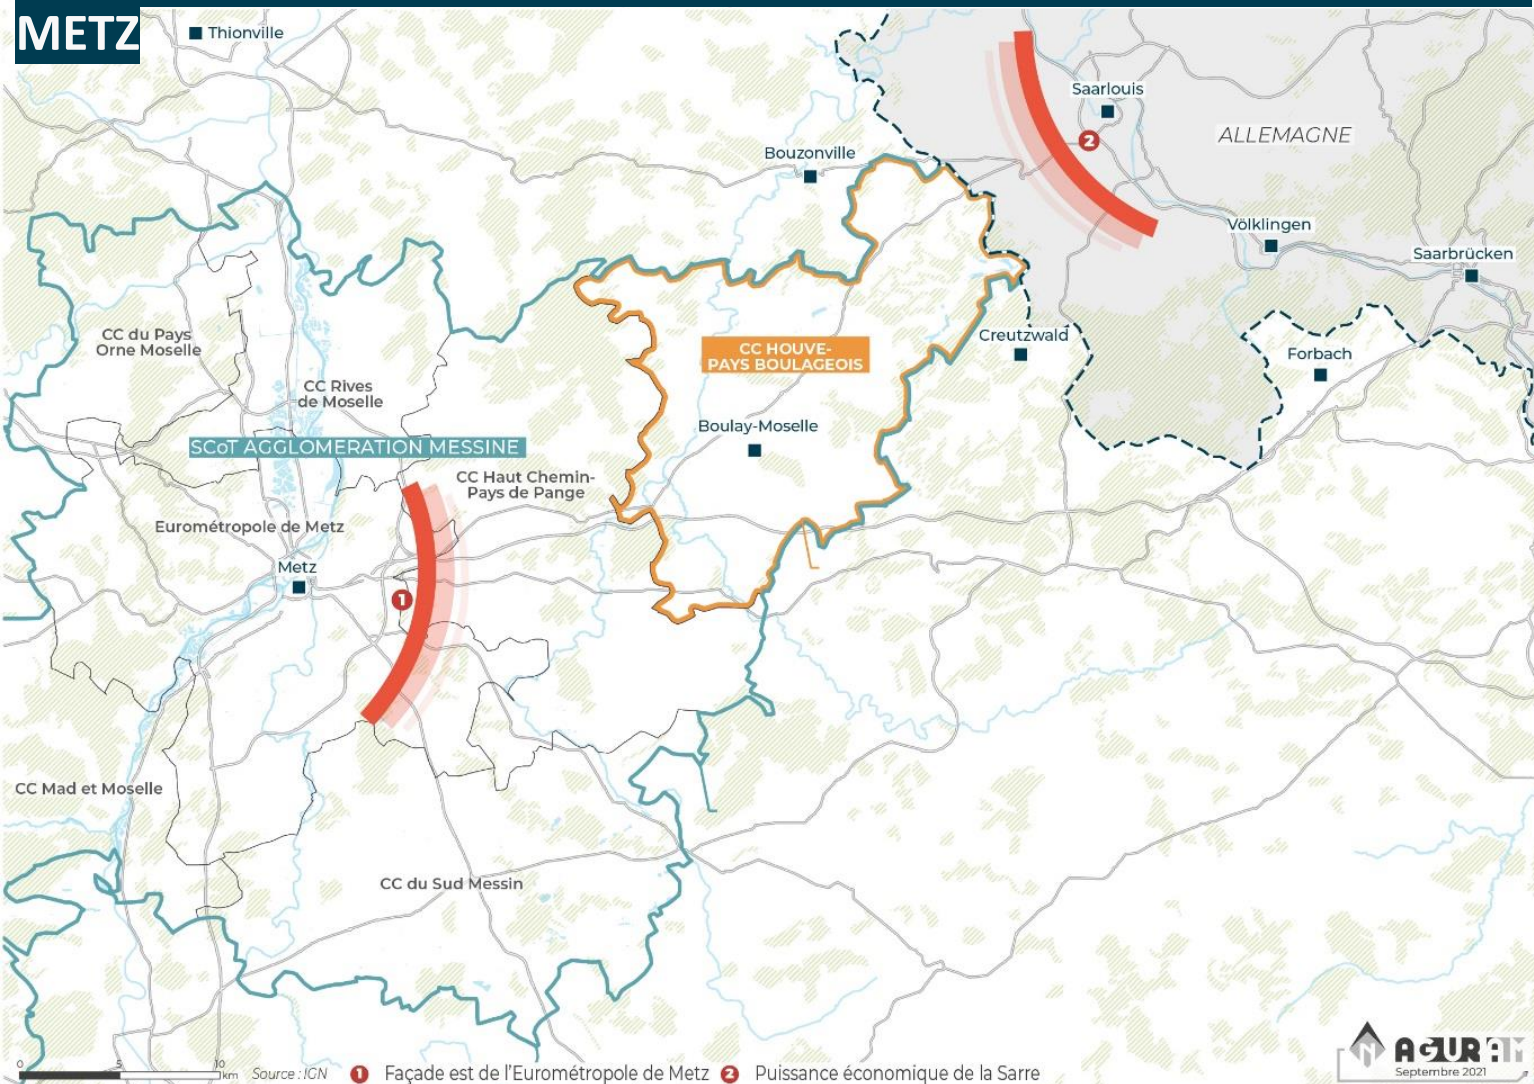 METZ
Thionville
Saarlouis
2
ALLEMAGNE
Bouzonville
Völklingen
Saarbrücken
CC du Pays
Orne Moselle
Creutzwald
CC HOUVE-
PAYS BOULAGEOIS
Forbach
CC Rives
de Moselle
Boulay-Moselle
SCoT AGGLOMERATION MESSINE
CC Haut Chemin-
Pays de Pange
Eurométropole de Metz
Metz
1
CC Mad et Moselle
CC du Sud Messin
0 5 10 km
Source : IGN
1 Façade est de l'Eurométropole de Metz
2 Puissance économique de la Sarre
N
AGURAM
Septembre 2021